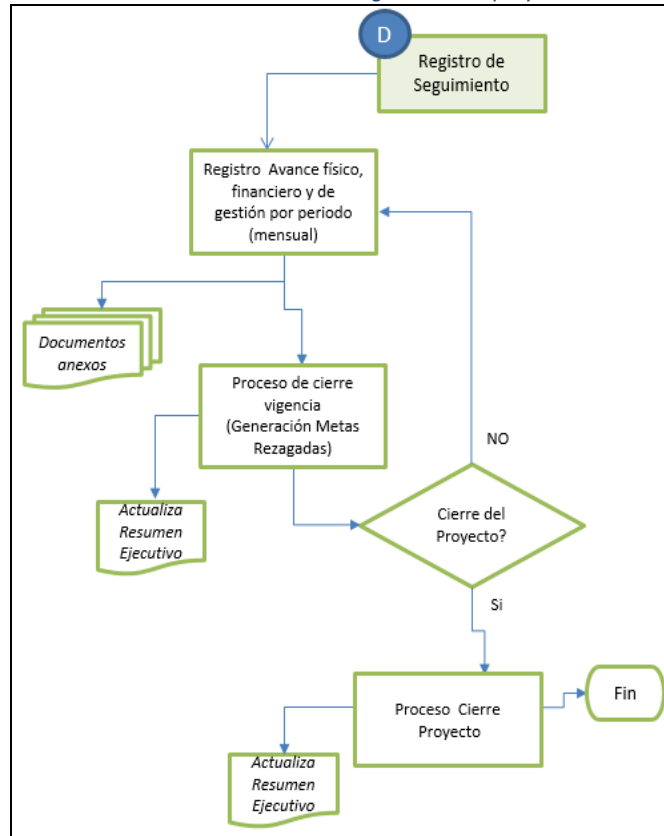 D
Registro de
Seguimiento
Registro Avance físico,
financiero y de
gestión por periodo
(mensual)
Documentos
anexos
Proceso de cierre
vigencia
(Generación Metas
Rezagadas)
NO
Actualiza
Resumen
Ejecutivo
Cierre del
Proyecto?
Si
Proceso Cierre
Proyecto
Fin
Actualiza
Resumen
Ejecutivo